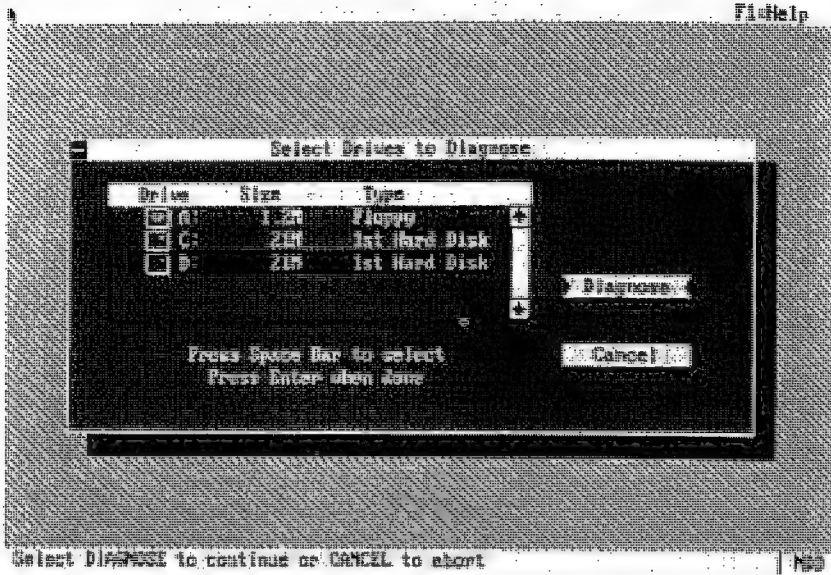 F1=Help
Select Drives to Diagnose
Drive Size Type
A: 1.2M Floppy
C: 21M 1st Hard Disk
D: 21M 1st Hard Disk
Diagnose
Cancel
Press Space Bar to select
Press Enter when done
Select DIAGNOSE to continue or CANCEL to abort